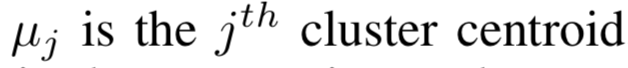 μ_j is the j^{th} cluster centroid